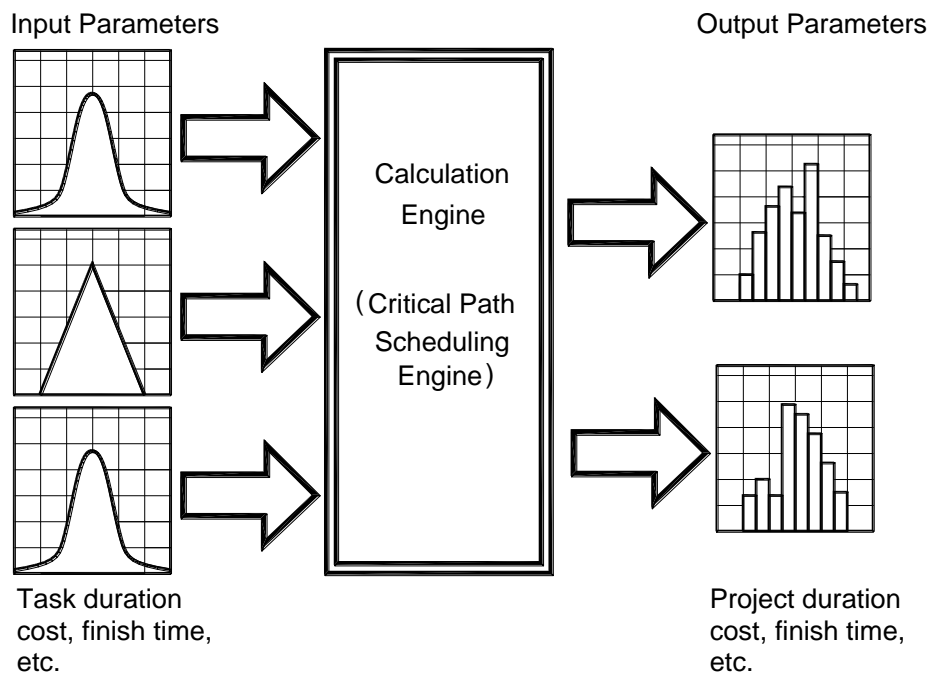 Input Parameters
Output Parameters
Calculation
Engine
(Critical Path
Scheduling
Engine)
Task duration
cost, finish time,
etc.
Project duration
cost, finish time,
etc.